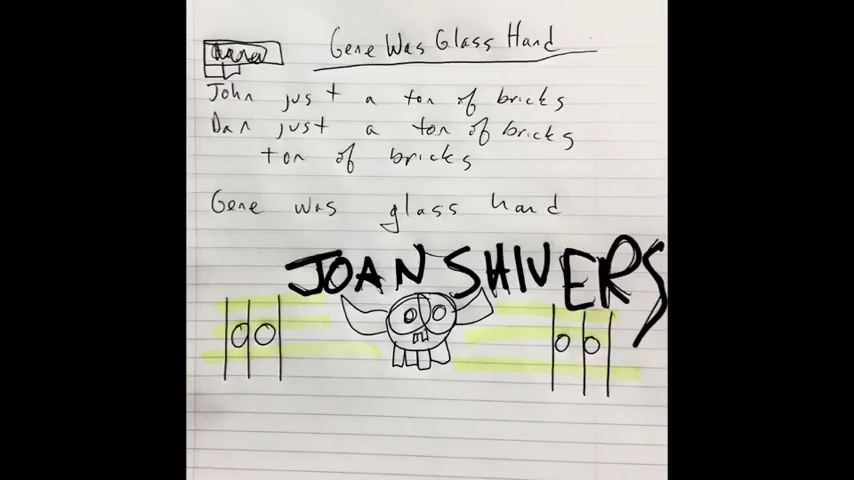 Gene Was Glass Hand
John just a ton of bricks
Dan just a ton of bricks
ton of bricks
Gene was glass hand
JOAN SHIVERS